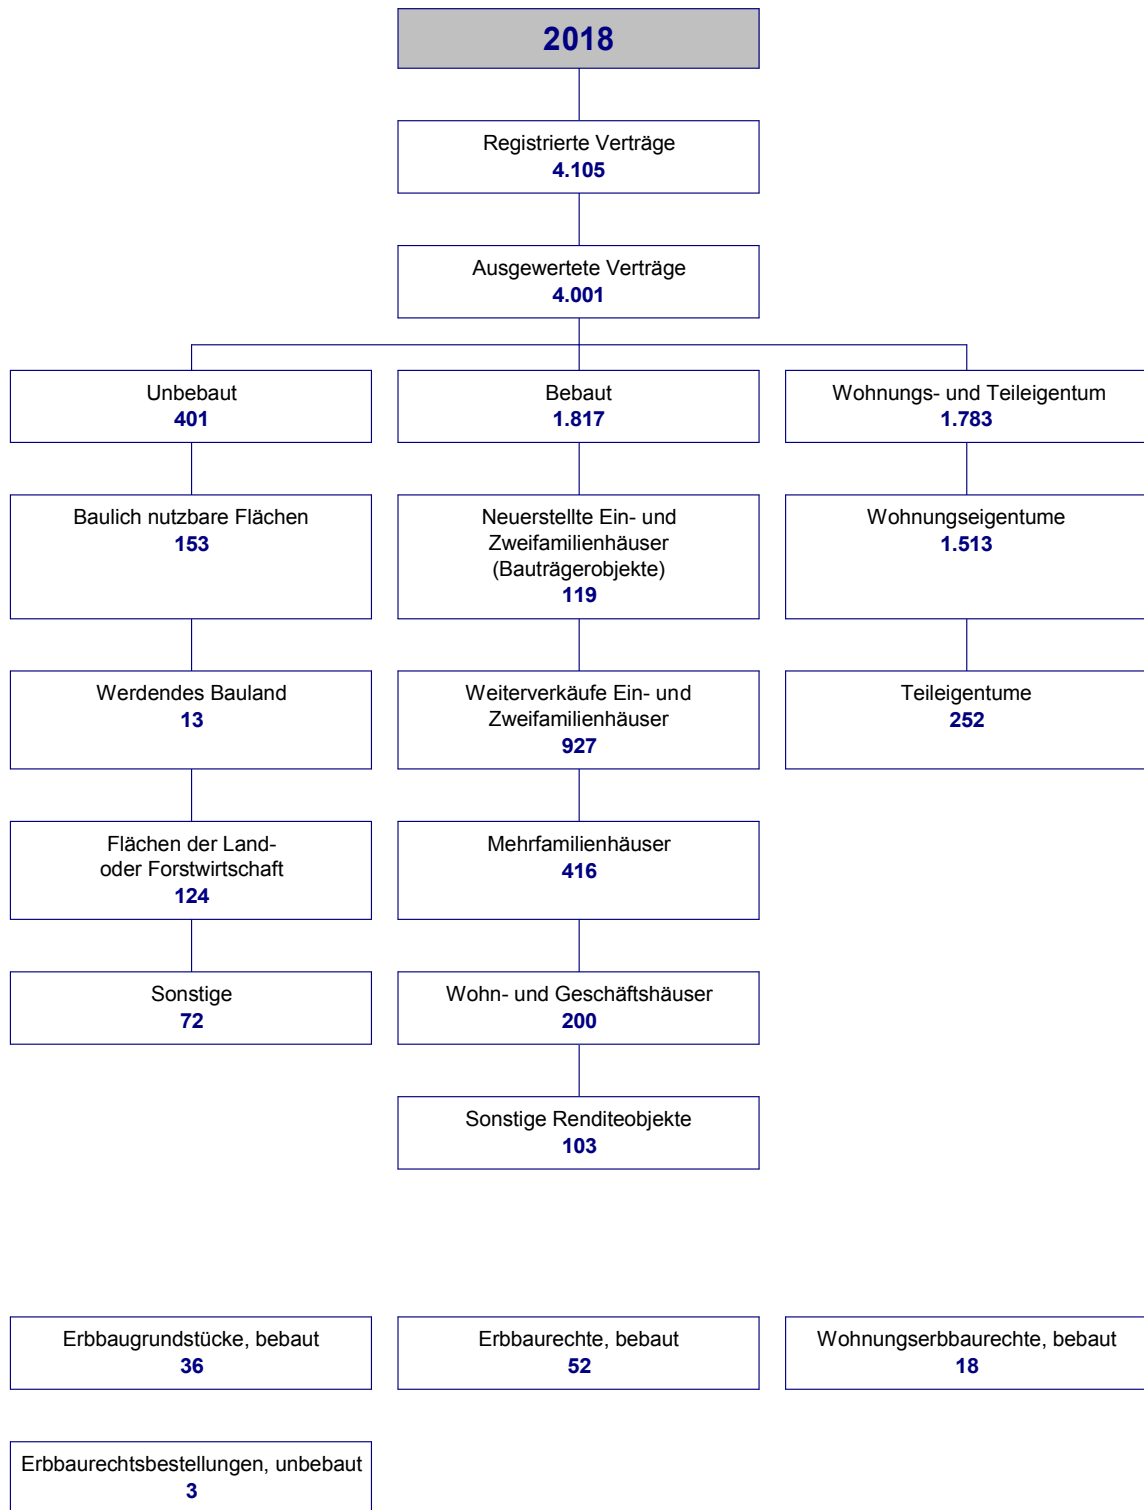 2018
Registrierte Verträge
4.105
Ausgewertete Verträge
4.001
Unbebaut
401
Bebaut
1.817
Wohnungs- und Teileigentum
1.783
Baulich nutzbare Flächen
153
Neuerstellte Ein- und
Zweifamilienhäuser
(Bauträgerobjekte)
119
Wohnungseigentume
1.513
Werdendes Bauland
13
Weiterverkäufe Ein- und
Zweifamilienhäuser
927
Teileigentume
252
Flächen der Land-
oder Forstwirtschaft
124
Mehrfamilienhäuser
416
Sonstige
72
Wohn- und Geschäftshäuser
200
Sonstige Renditeobjekte
103
Erbbaugrundstücke, bebaut
36
Erbbaurechte, bebaut
52
Wohnungserbbaurechte, bebaut
18
Erbbaurechtsbestellungen, unbebaut
3